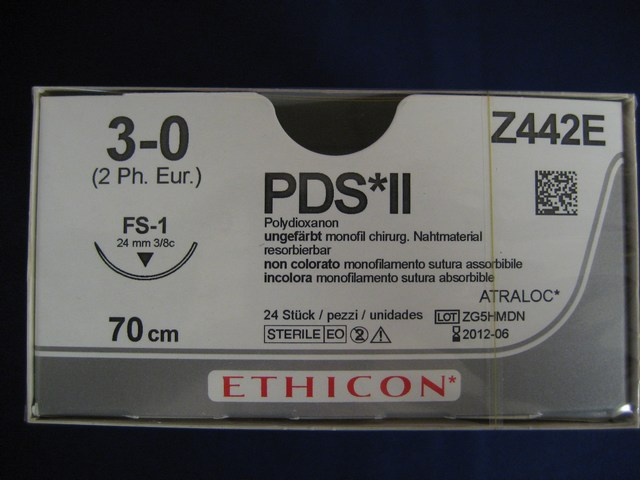 3-0
(2 Ph. Eur.)
FS-1
24 mm 3/8c
70 cm
Z442E
PDS*II
Polydioxanon
ungefärbt monofil chirurg. Nahtmaterial
resorbierbar
non colorato monofilamento sutura assorbibile
incolora monofilamento sutura absorbible
ATRALOC*
24 Stück / pezzi / unidades
LOT ZG5HMDN
STERILE EO 2
2012-06
ETHICON*